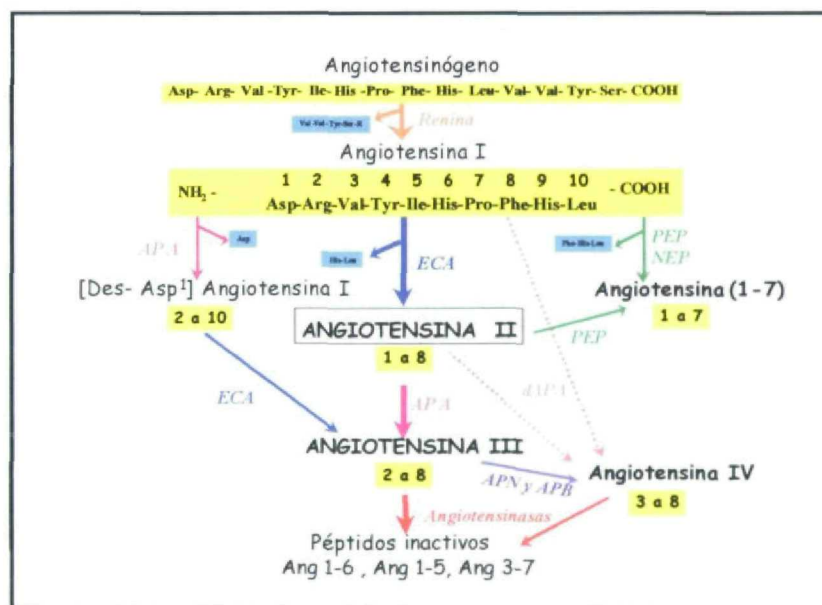 Angiotensinógeno
Asp- Arg- Val -Tyr- Ile- His -Pro- Phe- His- Leu- Val- Val- Tyr- Ser- COOH
Val-Val-Tyr-Ser-R
Renina
Angiotensina I
1 2 3 4 5 6 7 8 9 10
NH2 -
- COOH
Asp-Arg-Val-Tyr-Ile-His-Pro-Phe-His-Leu
APA
Asp
His-Leu
ECA
Phe-His-Leu
PEP
NEP
[Des- Asp1] Angiotensina I
2 a 10
Angiotensina (1-7)
1 a 7
ANGIOTENSINA II
1 a 8
PEP
ECA
APA
dAPA
ANGIOTENSINA III
2 a 8
APN y APB
Angiotensina IV
3 a 8
Angiotensinasas
Péptidos inactivos
Ang 1-6 , Ang 1-5, Ang 3-7